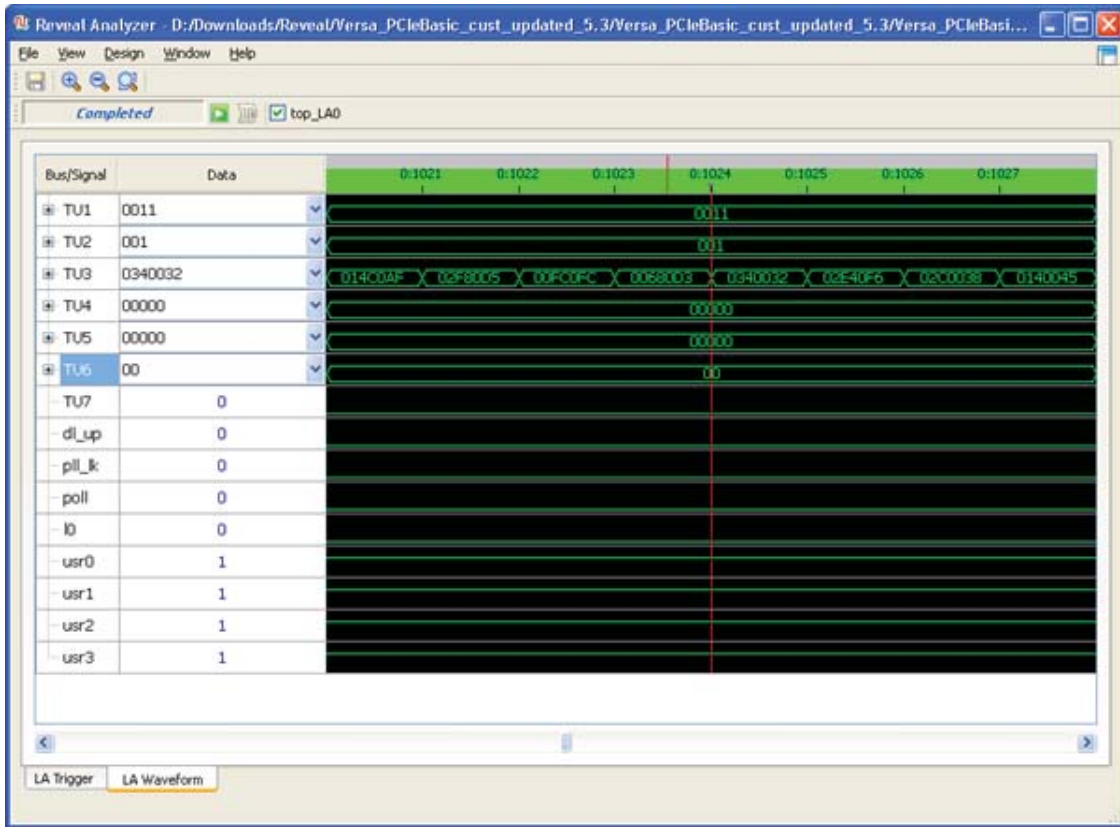 Reveal Analyzer - D:/Downloads/Reveal/Versa_PCIeBasic_cust_updated_5.3/Versa_PCIeBasic_cust_updated_5.3/Versa_PCIeBasi...
File View Design Window Help
Completed top_LA0
Bus/Signal Data 0:1021 0:1022 0:1023 0:1024 0:1025 0:1026 0:1027
TU1 0011 0011
TU2 001 001
TU3 0340032 014C0AF 02F80D5 00FC0FC 00680D3 0340032 02E40F6 02C0038 0140045
TU4 00000 00000
TU5 00000 00000
TU6 00 00
TU7 0
dl_up 0
pll_lk 0
poll 0
l0 0
usr0 1
usr1 1
usr2 1
usr3 1
LA Trigger LA Waveform